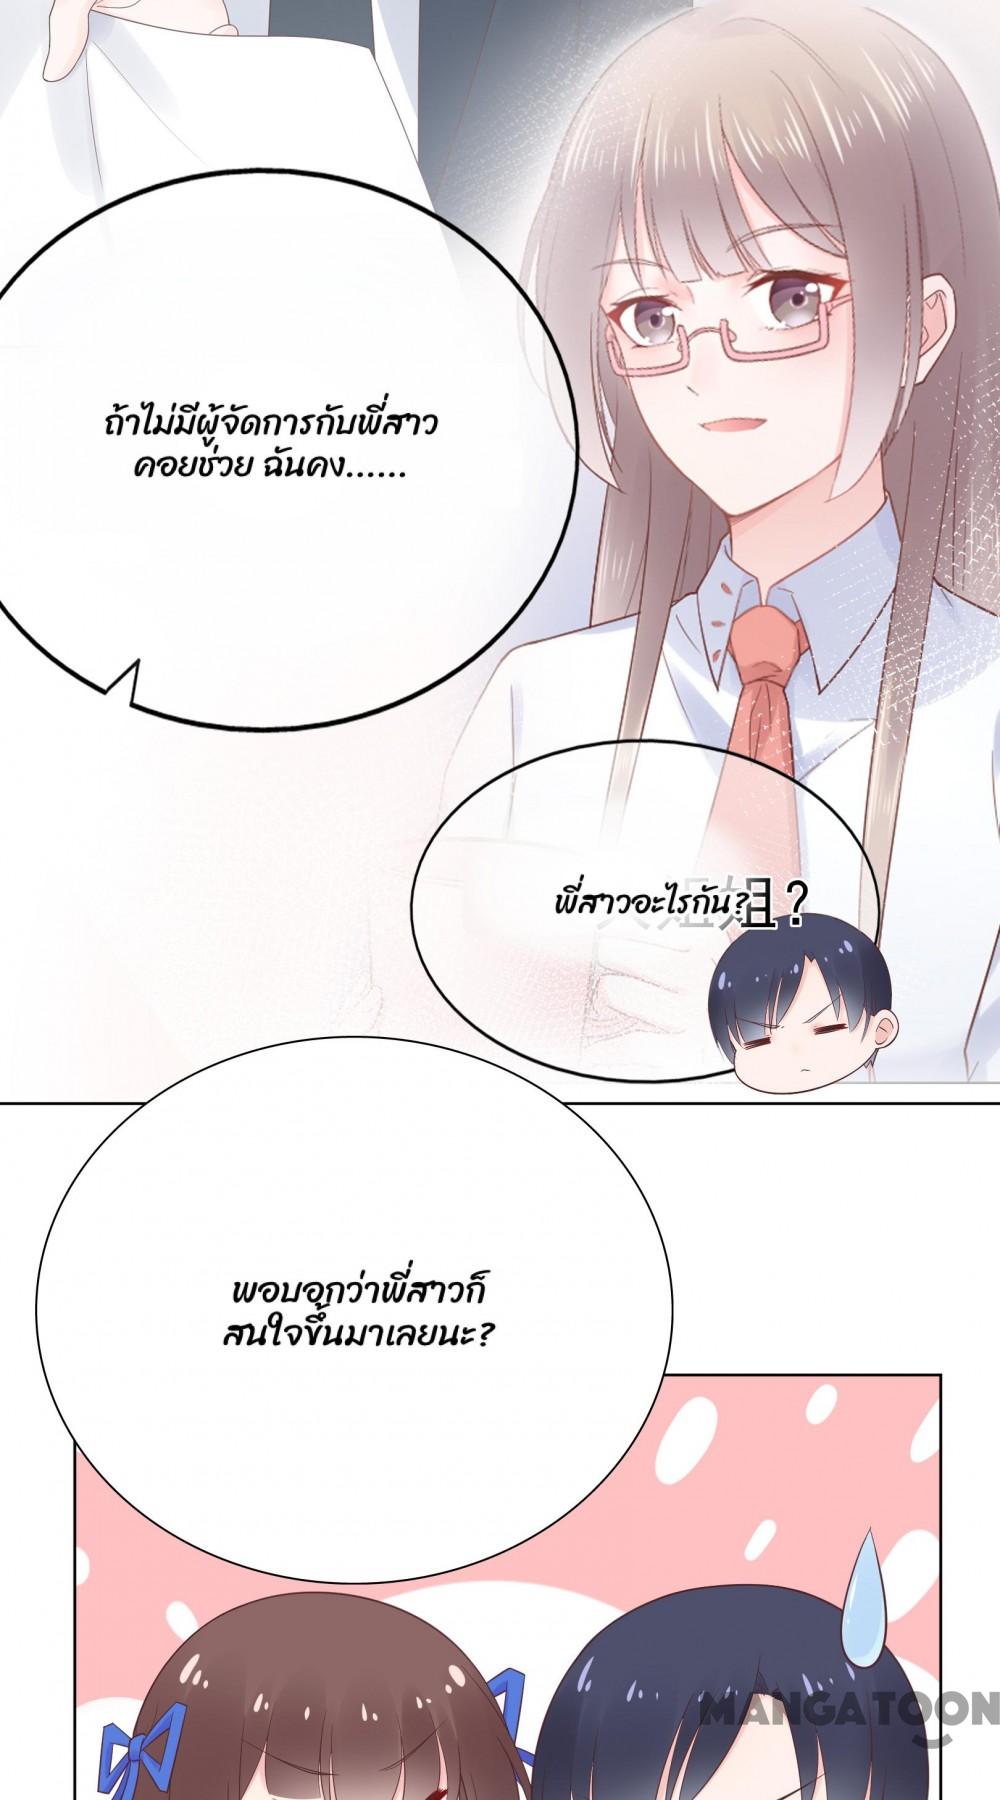 ถ้าไม่มีผู้จัดการกับพี่สาว
คอยช่วย ฉันคง......
พี่สาวอะไรกัน?
姐姐？
พอบอกว่าพี่สาวก็
สนใจขึ้นมาเลยนะ?
MANGATOON